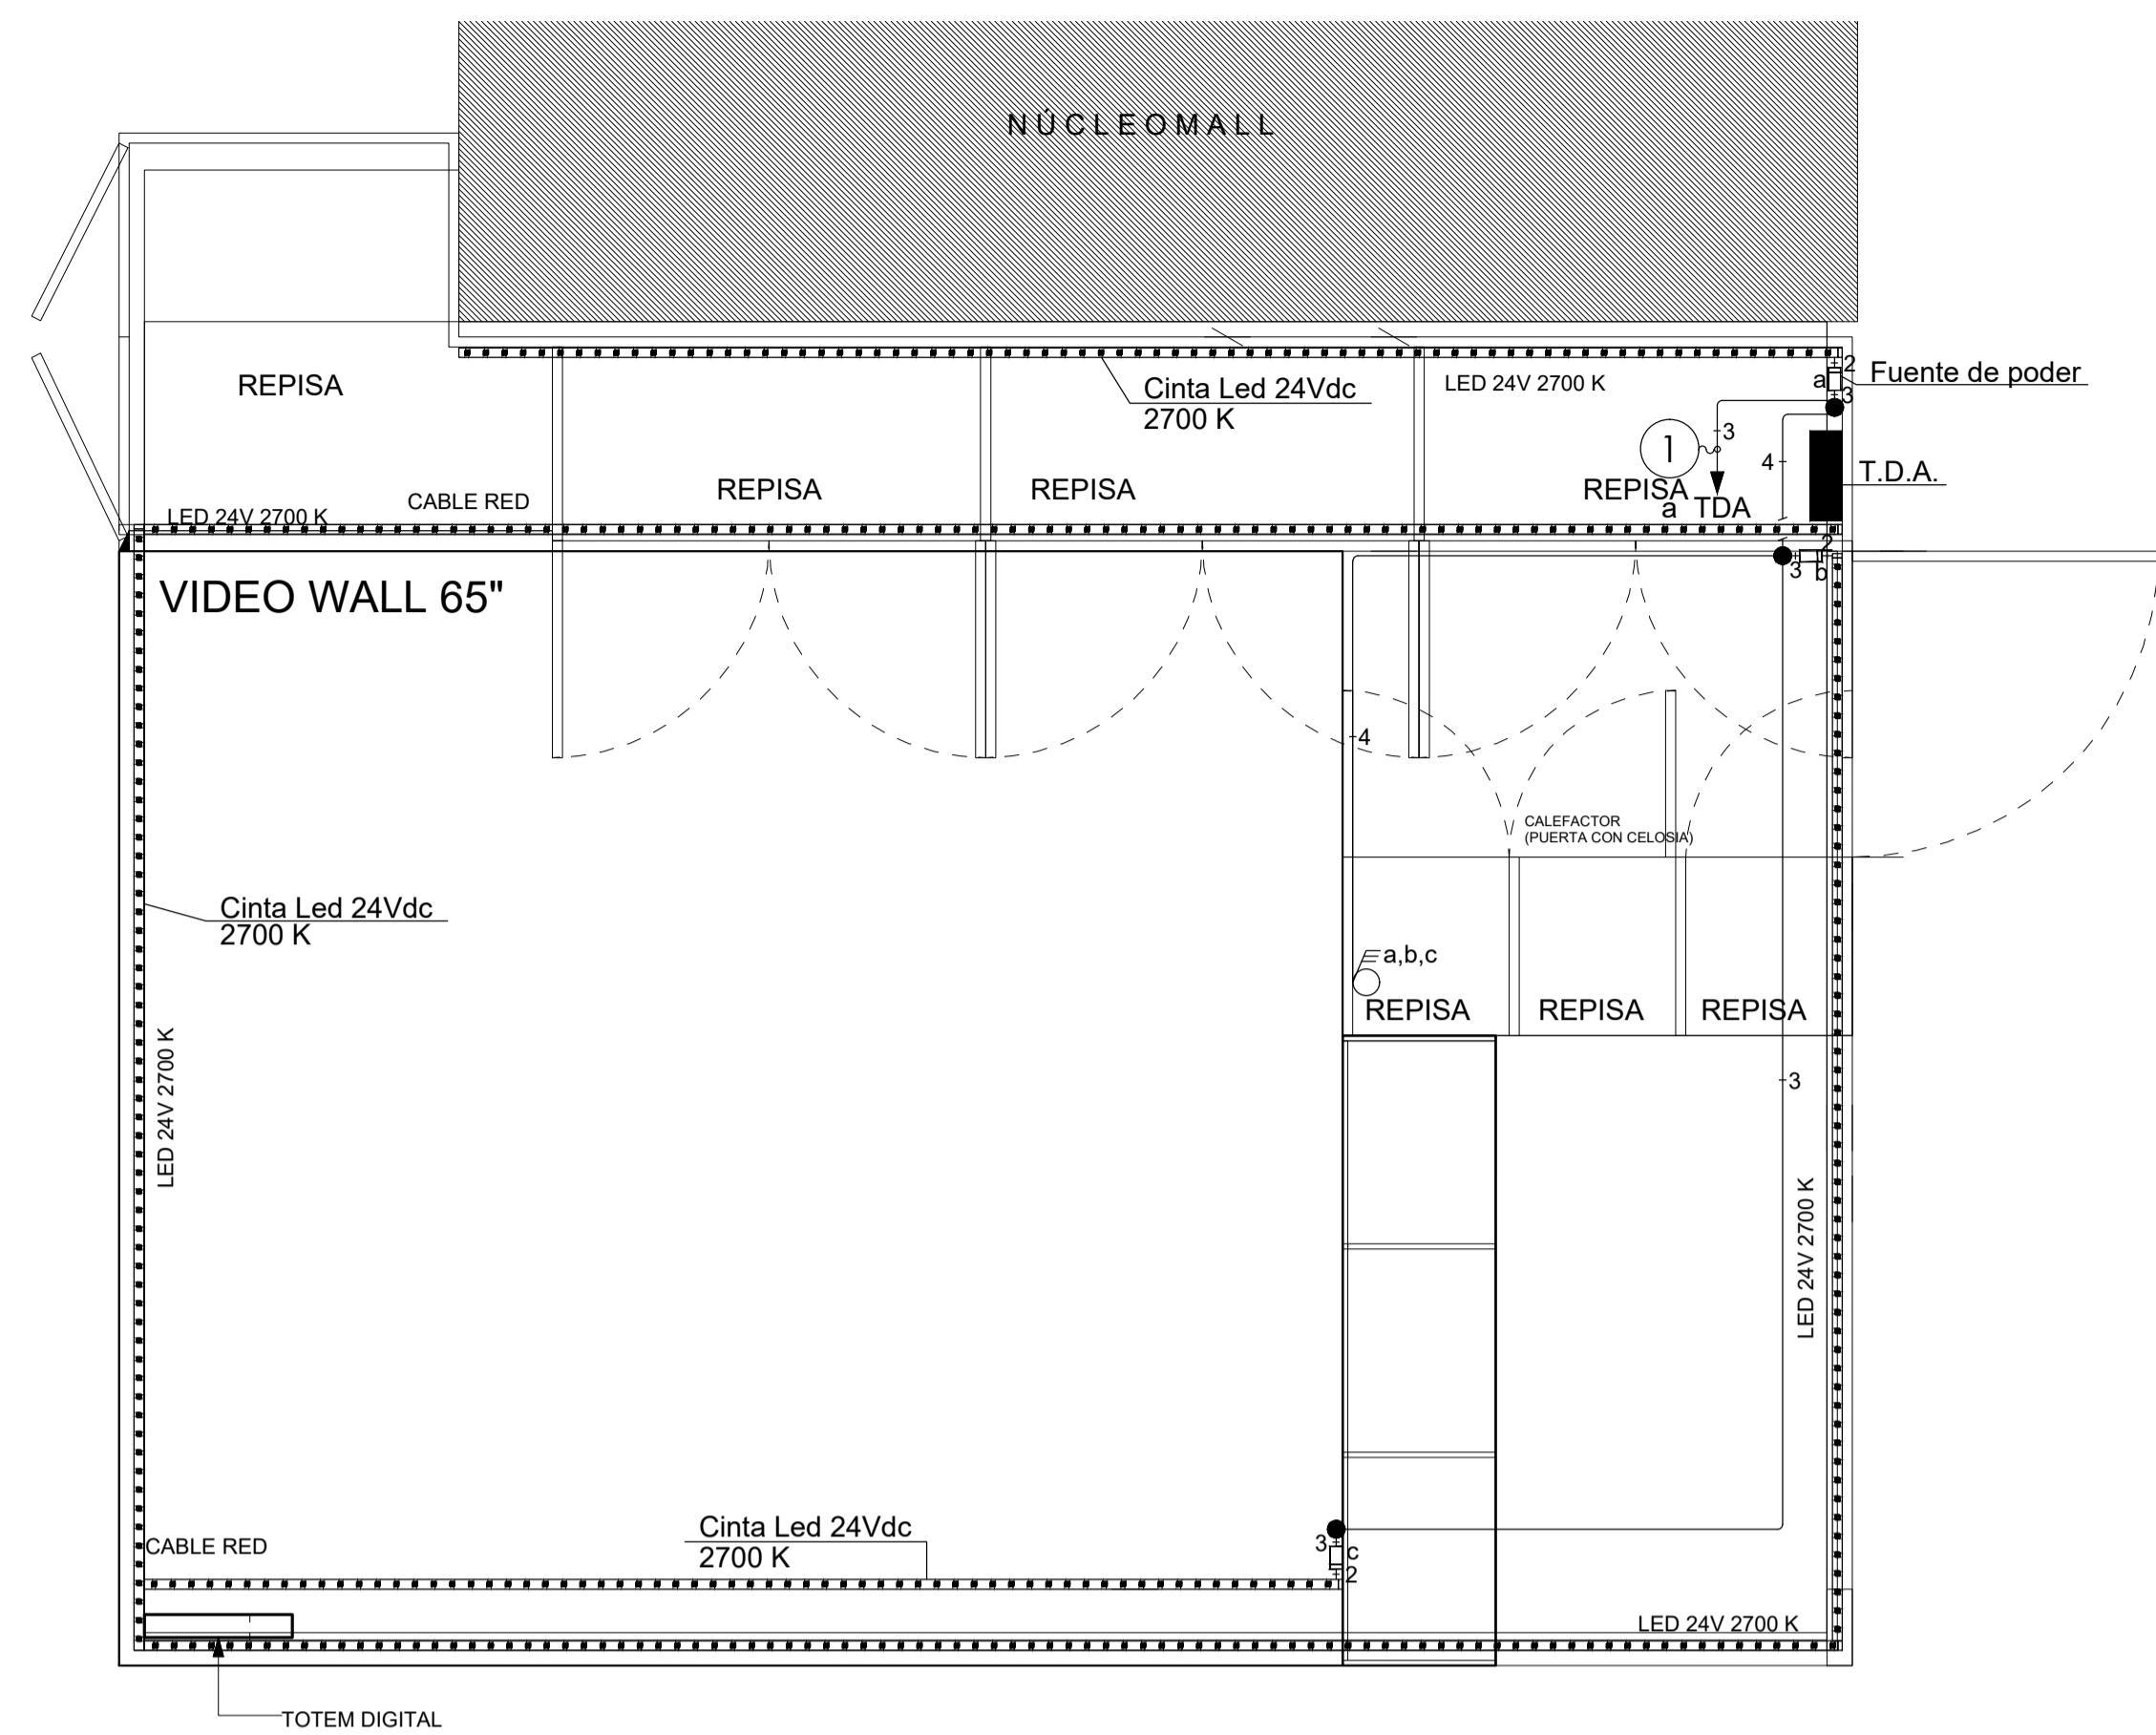 NÚCLEOMALL
2
Fuente de poder
a
REPISA
Cinta Led 24Vdc
2700 K
LED 24V 2700 K
3
1
3
4
T.D.A.
CABLE RED
REPISA
REPISA
REPISA
a TDA
LED 24V 2700 K
2
3
b
VIDEO WALL 65"
4
CALEFACTOR
(PUERTA CON CELOSIA)
Cinta Led 24Vdc
2700 K
a,b,c
REPISA
REPISA
REPISA
LED 24V 2700 K
3
LED 24V 2700 K
Cinta Led 24Vdc
2700 K
CABLE RED
3
c
2
LED 24V 2700 K
TOTEM DIGITAL